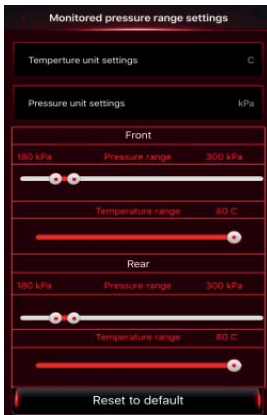 Monitored pressure range settings
Temperture unit settings C
Pressure unit settings kPa
Front
180 kPa Pressure range 300 kPa
Temperature range 80 C
Rear
180 kPa Pressure range 300 kPa
Temperature range 80 C
Reset to default